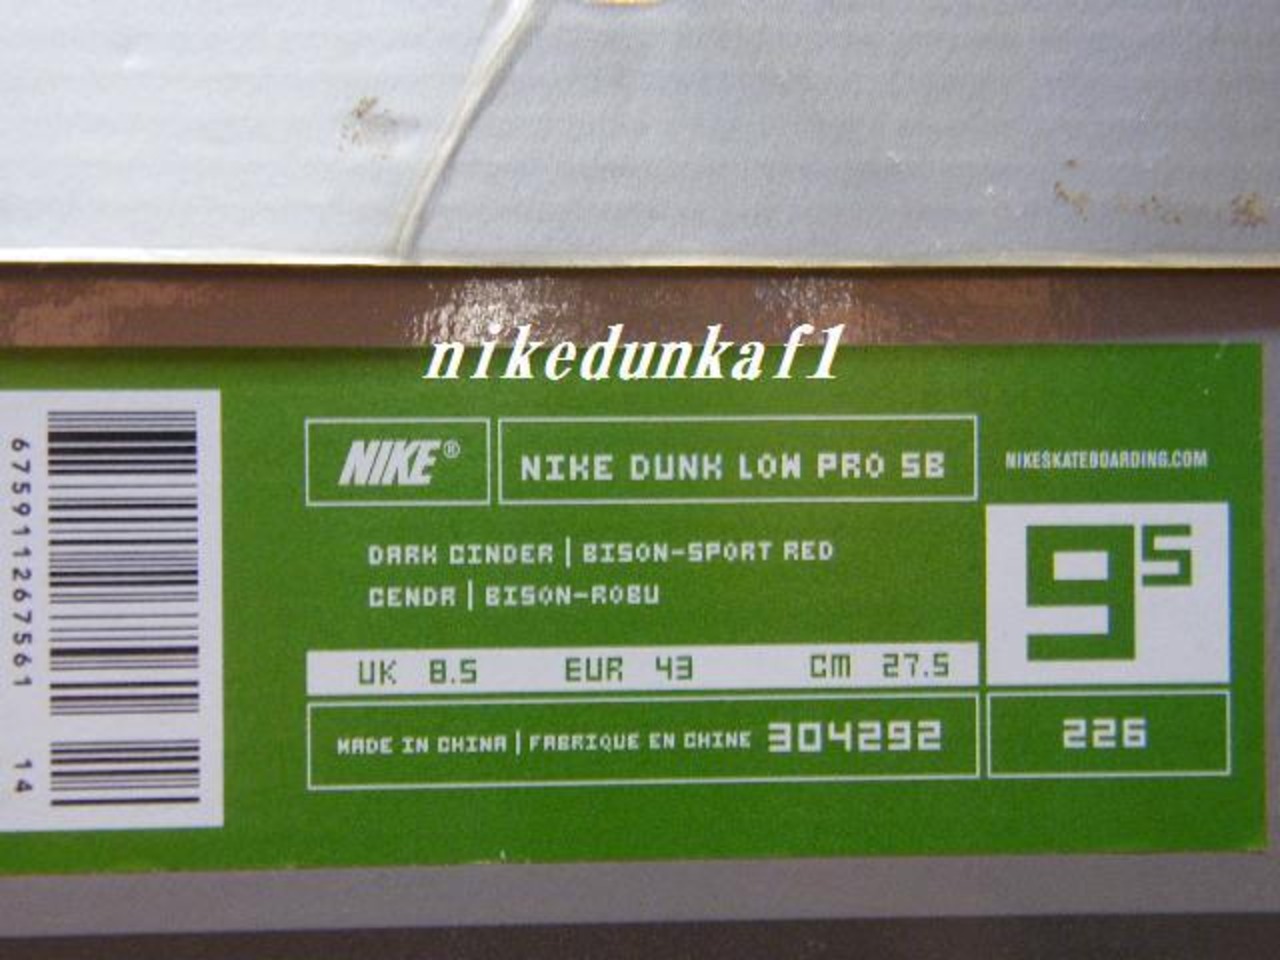 nikedunkaf1
NIKE® NIKE DUNK LOW PRO SB
NIKESKATEBOARDING.COM
DARK CINDER | BISON-SPORT RED
CENDR | BISON-ROBU
9 5
UK 8.5 EUR 43 CM 27.5
MADE IN CHINA | FABRIQUE EN CHINE 304292
226
675911267561 14